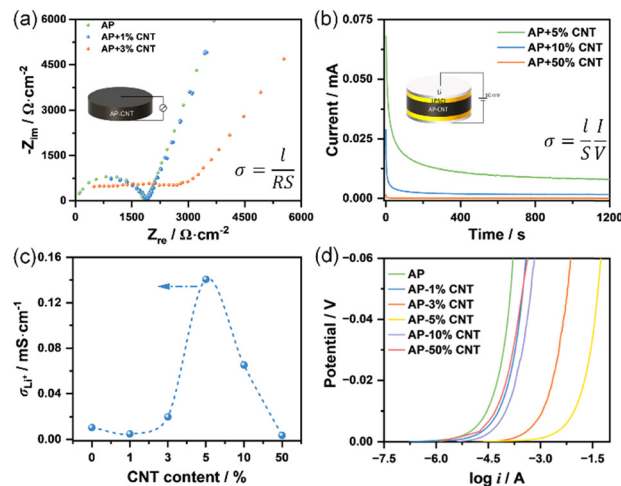 (a)
AP
AP+1% CNT
AP+3% CNT
6000
4500
3000
1500
0
-Z_im / Ω·cm⁻²
AP-CNT
σ = l/RS
0 1500 3000 4500 6000
Z_re / Ω·cm⁻²
(b)
AP+5% CNT
AP+10% CNT
AP+50% CNT
0.075
0.050
0.025
0.000
Current / mA
Li
LPSCl
AP-CNT
σ = l/S I/V
0 400 800 1200
Time / s
(c)
0.16
0.12
0.08
0.04
0.00
σ_Li⁺ / mS·cm⁻¹
0 1 3 5 10 50
CNT content / %
(d)
AP
AP-1% CNT
AP-3% CNT
AP-5% CNT
AP-10% CNT
AP-50% CNT
−0.06
−0.04
−0.02
0.000
Potential / V
−7.5 −6.0 −4.5 −3.0 −1.5
log i / A